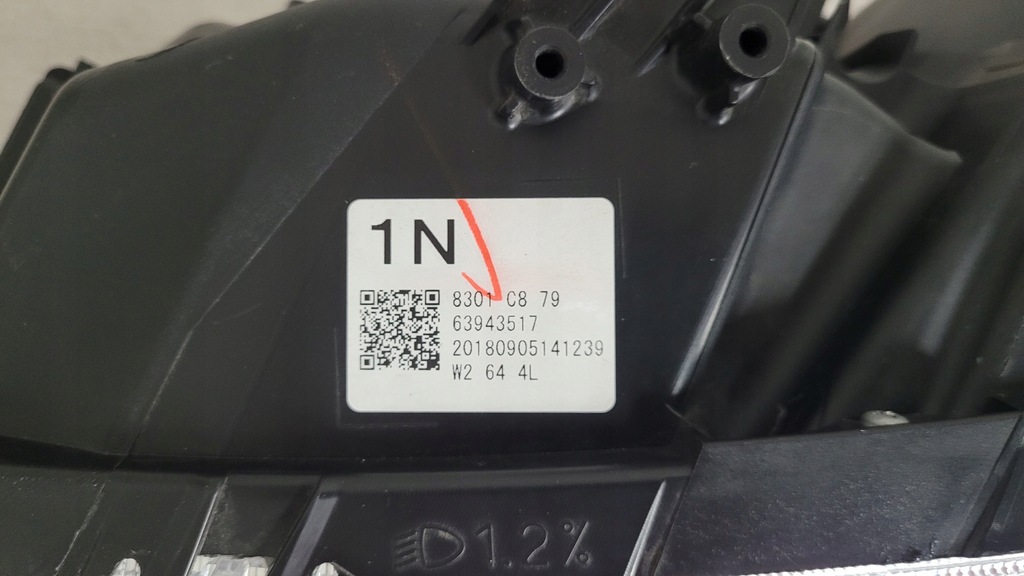 1N
8301 C8 79
63943517
20180905141239
W2 64 4L
1.2%